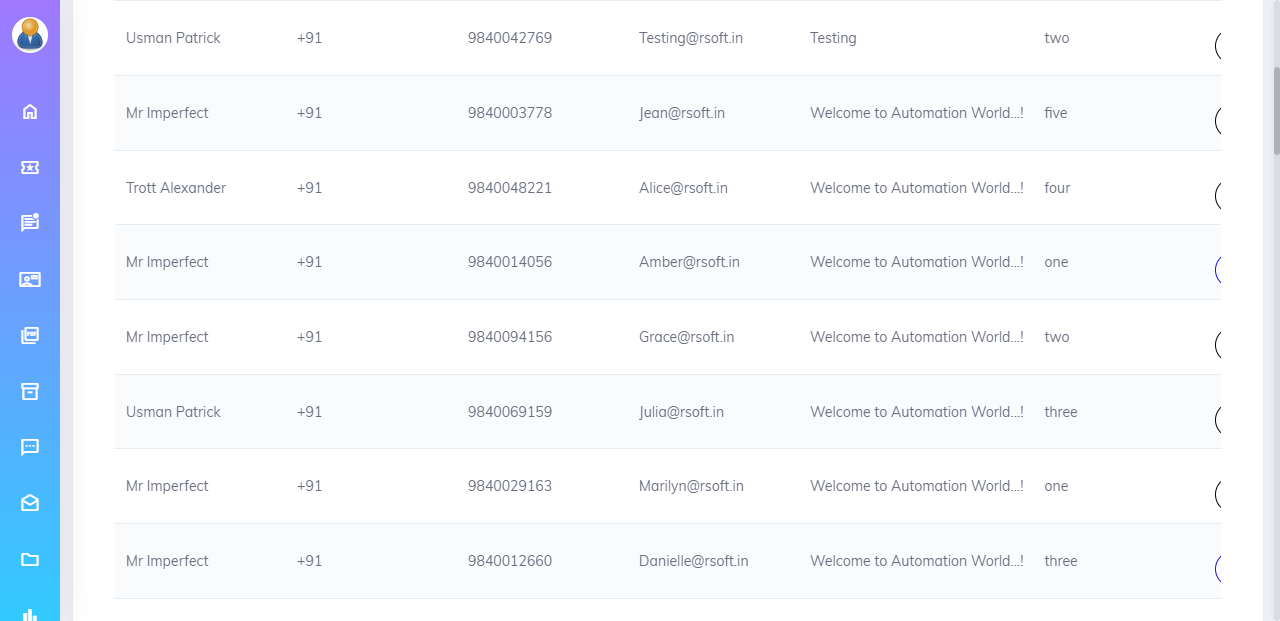 Usman Patrick +91 9840042769 Testing@rsoft.in Testing two
Mr Imperfect +91 9840003778 Jean@rsoft.in Welcome to Automation World...! five
Trott Alexander +91 9840048221 Alice@rsoft.in Welcome to Automation World...! four
Mr Imperfect +91 9840014056 Amber@rsoft.in Welcome to Automation World...! one
Mr Imperfect +91 9840094156 Grace@rsoft.in Welcome to Automation World...! two
Usman Patrick +91 9840069159 Julia@rsoft.in Welcome to Automation World...! three
Mr Imperfect +91 9840029163 Marilyn@rsoft.in Welcome to Automation World...! one
Mr Imperfect +91 9840012660 Danielle@rsoft.in Welcome to Automation World...! three